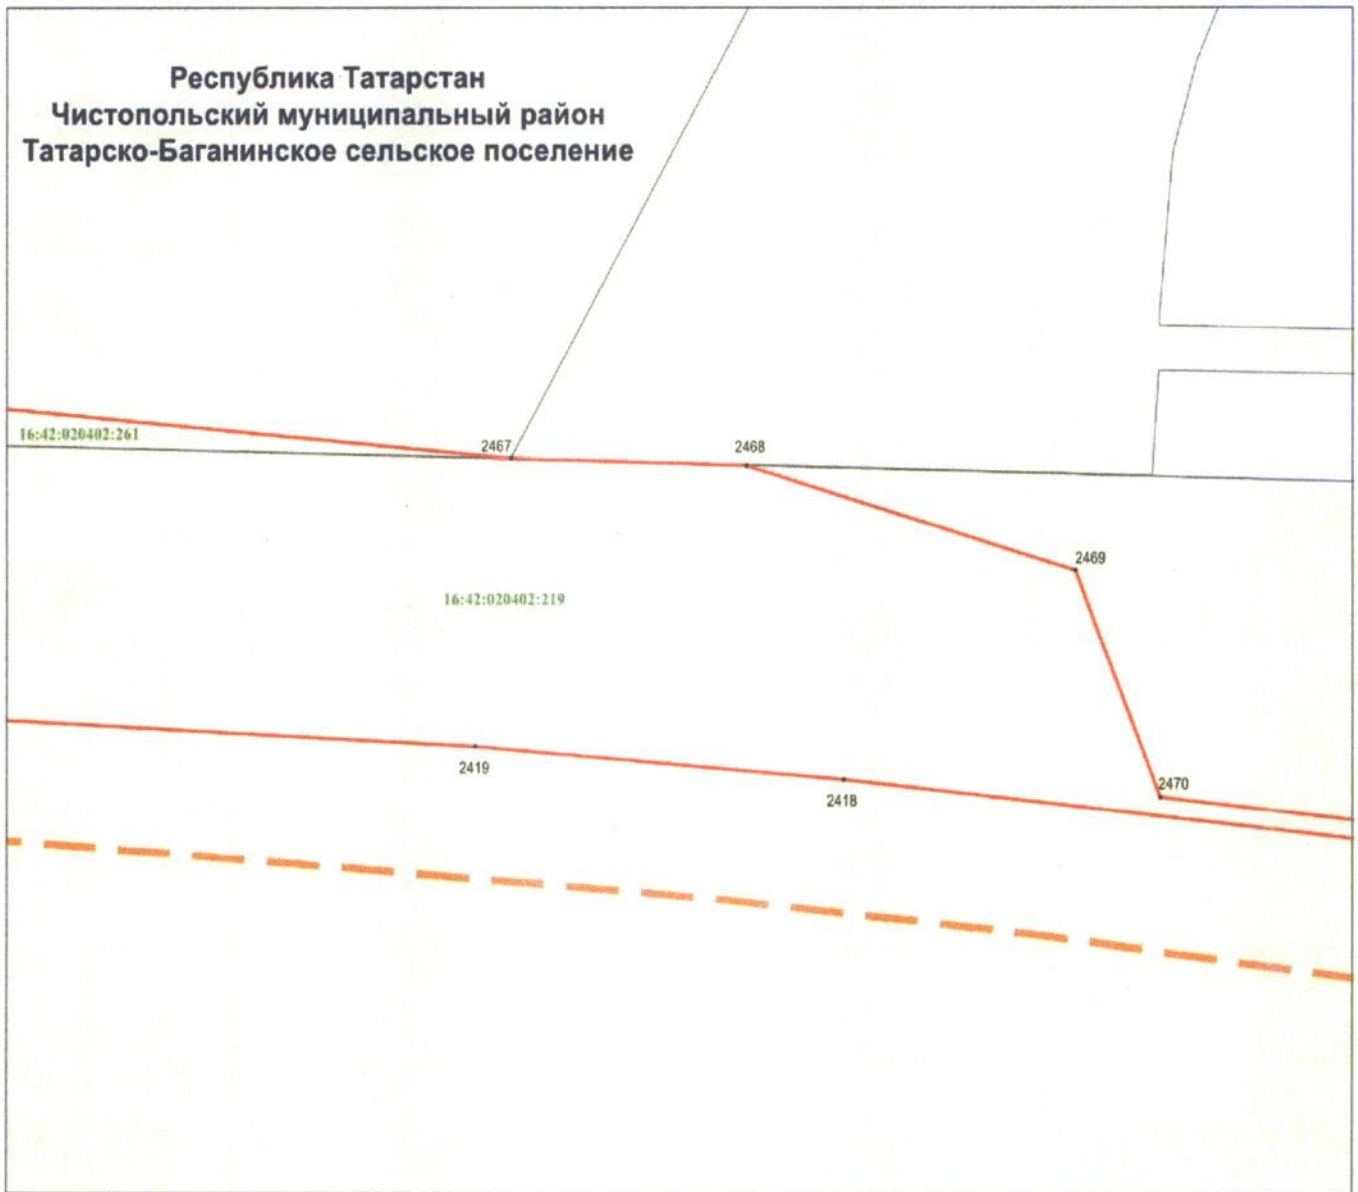 Республика Татарстан
Чистопольский муниципальный район
Татарско-Баганинское сельское поселение
16:42:020402:261
2467
2468
2469
16:42:020402:219
2419
2418
2470